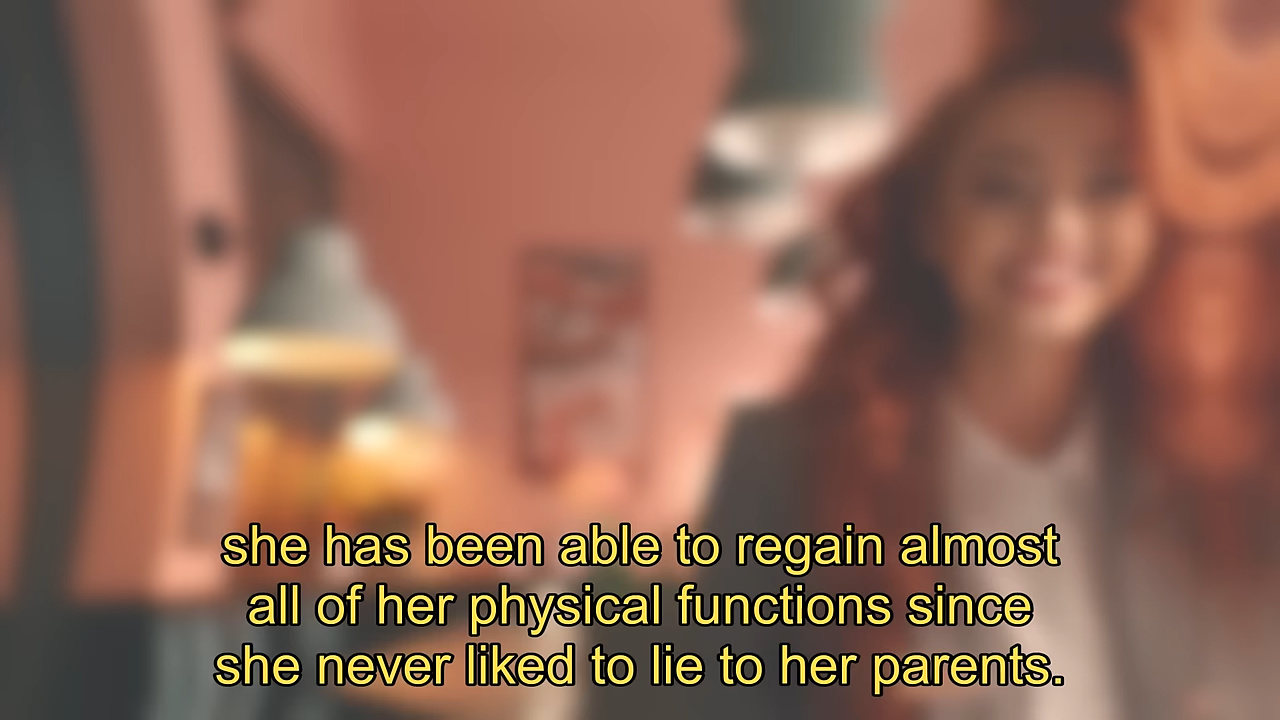 she has been able to regain almost
all of her physical functions since
she never liked to lie to her parents.